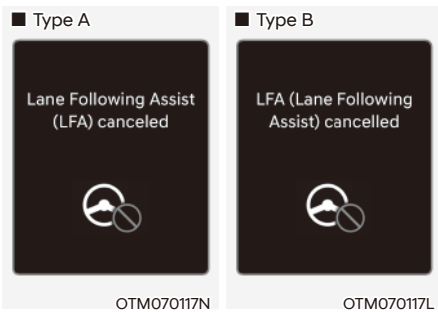 ■ Type A
Lane Following Assist
(LFA) canceled
OTM070117N
■ Type B
LFA (Lane Following
Assist) cancelled
OTM070117L